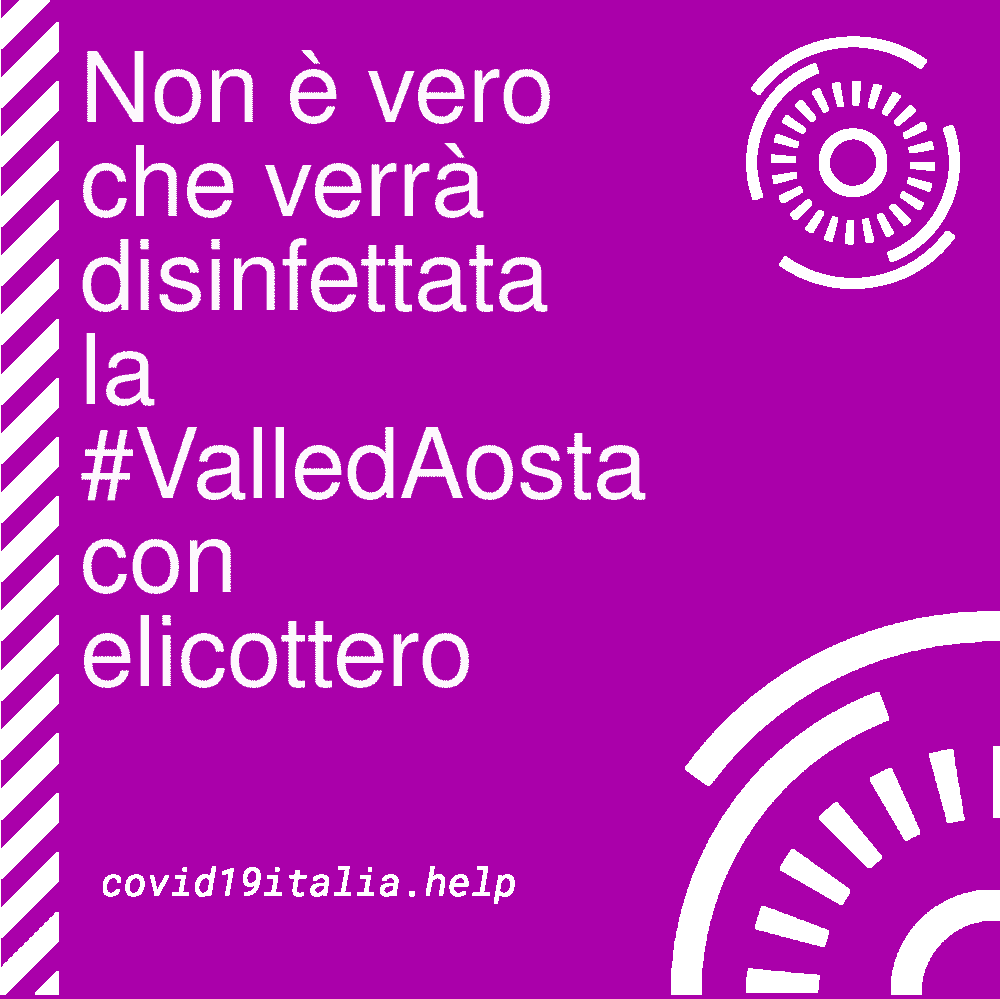 Non è vero
che verrà
disinfettata
la
#ValledAosta
con
elicottero
covid19italia.help